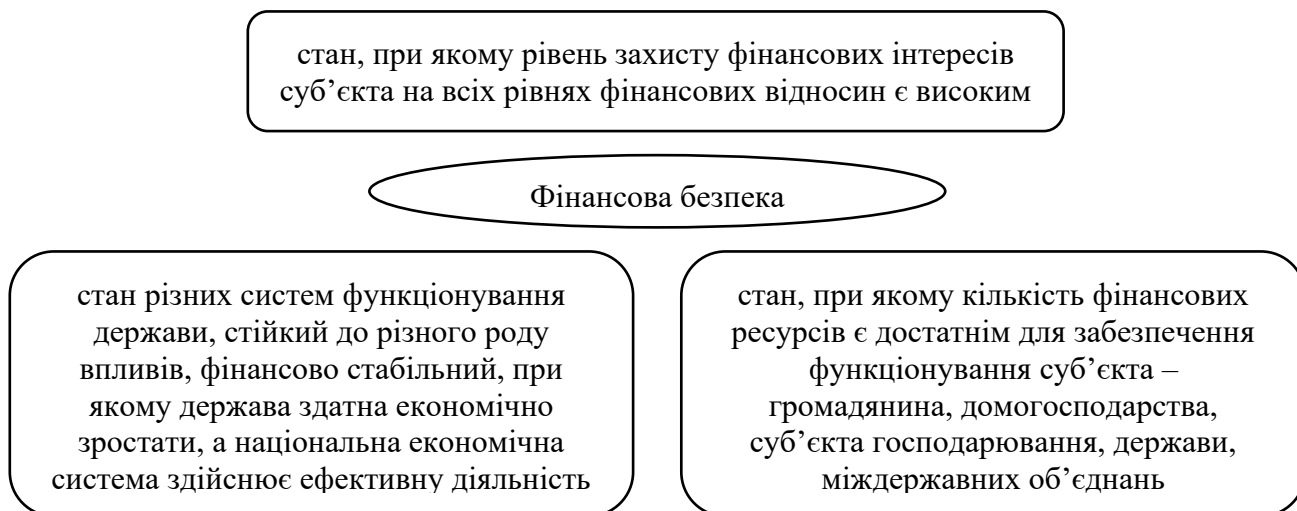 стан, при якому рівень захисту фінансових інтересів
суб’єкта на всіх рівнях фінансових відносин є високим
Фінансова безпека
стан різних систем функціонування
держави, стійкий до різного роду
впливів, фінансово стабільний, при
якому держава здатна економічно
зростати, а національна економічна
система здійснює ефективну діяльність
стан, при якому кількість фінансових
ресурсів є достатнім для забезпечення
функціонування суб’єкта –
громадянина, домогосподарства,
суб’єкта господарювання, держави,
міждержавних об’єднань